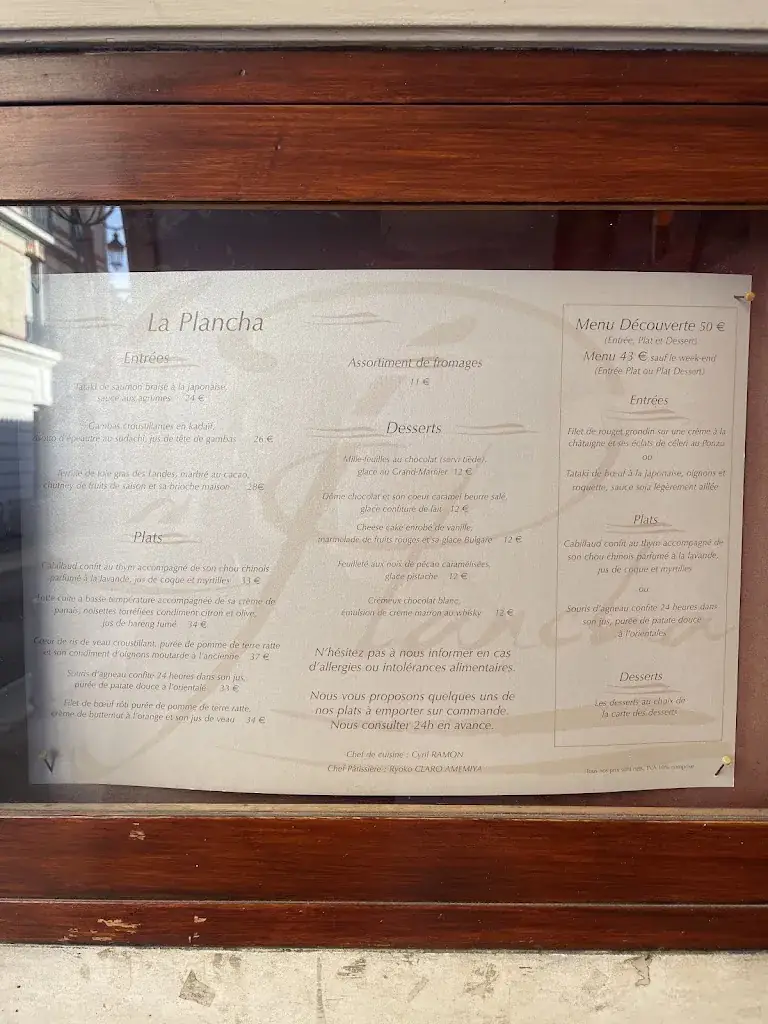 La Plancha
Entrées
Tataki de saumon braisé à la japonaise,
sauce aux agrumes 24 €
Gambas croustillantes en kadaïf,
risotto d'épeautre au sudachi, jus de tête de gambas 26 €
Terrine de foie gras des Landes, marbré au cacao,
chutney de fruits de saison et sa brioche maison 28€
Plats
Cabillaud confit au thym accompagné de son chou chinois
parfumé à la lavande, jus de coque et myrtilles 33 €
cuite à basse température accompagnée de sa crème de
panais, noisettes torréfiées condiment citron et olive,
jos de hareng fumé 34 €
Cœur de ris de veau croustillant, purée de pomme de terre ratte
et son condiment d'oignons moutarde à l'ancienne 37 €
Souris d'agneau confite 24 heures dans son jus,
purée de patate douce à l'orientale 33 €
Filet de bœuf rôti purée de pomme de terre ratte,
crème de butternut à l'orange et son jus de veau 34 €
Assortiment de fromages
11 €
Desserts
Mille-feuilles au chocolat (servi tiède),
glace au Grand-Marnier 12 €
Dôme chocolat et son coeur caramel beurre salé,
glace confiture de lait 12 €
Cheese cake enrobé de vanille,
marmelade de fruits rouges et sa glace Bulgare 12 €
Feuilleté aux noix de pécan caramélisées,
glace pistache 12 €
Crémeux chocolat blanc,
émulsion de crème marron au whisky 12 €
N'hésitez pas à nous informer en cas
d'allergies ou intolérances alimentaires.
Nous vous proposons quelques uns de
nos plats à emporter sur commande.
Nous consulter 24h en avance.
Chef de cuisine : Cyril RAMON
Chef Pâtissière : Ryoko CLARO AMEMIYA
Menu Découverte 50 €
(Entrée, Plat et Dessert)
Menu 43 € sauf le week-end
(Entrée Plat ou Plat Dessert)
Entrées
Filet de rouget grondin sur une crème à la
châtaigne et ses éclats de céleri au Ponzu
ou
Tataki de Bœuf à la Japonaise, oignons et
roquette, sauce soja légèrement aillée
Plats
Cabillaud confit au thym accompagné de
son chou chinois parfumé à la lavande,
jus de coque et myrtilles
ou
Souris d'agneau confite 24 heures dans
son jus, purée de patate douce
à l'orientale
Desserts
Les desserts au choix de
la carte des desserts